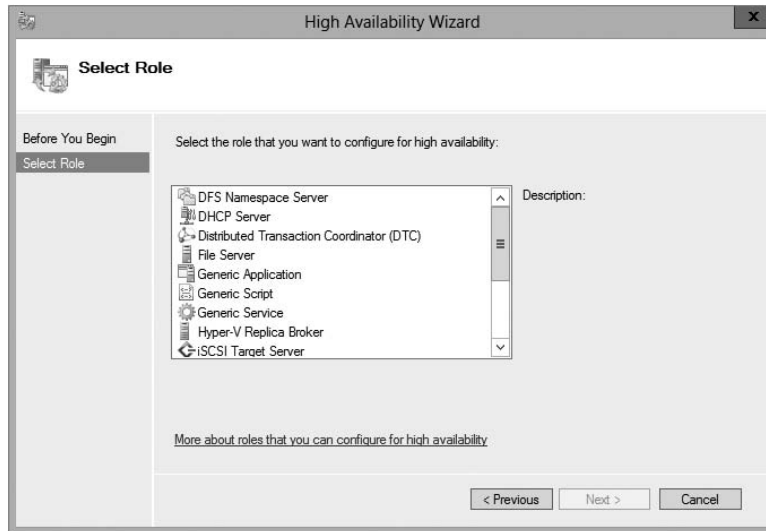 High Availability Wizard
x
Select Role
Before You Begin
Select Role
Select the role that you want to configure for high availability:
DFS Namespace Server
DHCP Server
Distributed Transaction Coordinator (DTC)
File Server
Generic Application
Generic Script
Generic Service
Hyper-V Replica Broker
iSCSI Target Server
Description:
More about roles that you can configure for high availability
< Previous
Next >
Cancel